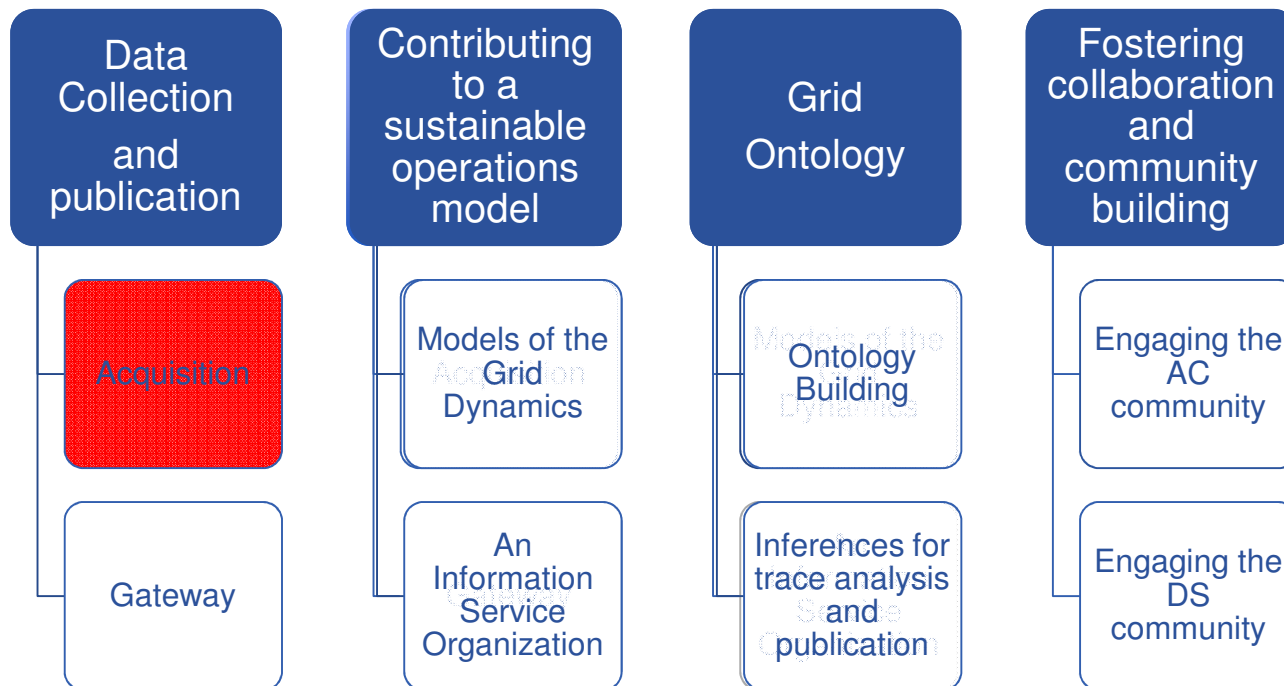 Data
Collection
and
publication
Acquisition
Gateway
Contributing
to a
sustainable
operations
model
Models of the
Grid
Dynamics
An
Information
Service
Organization
Grid
Ontology
Ontology
Building
Inferences for
trace analysis
and
publication
Fostering
collaboration
and
community
building
Engaging the
AC
community
Engaging the
DS
community